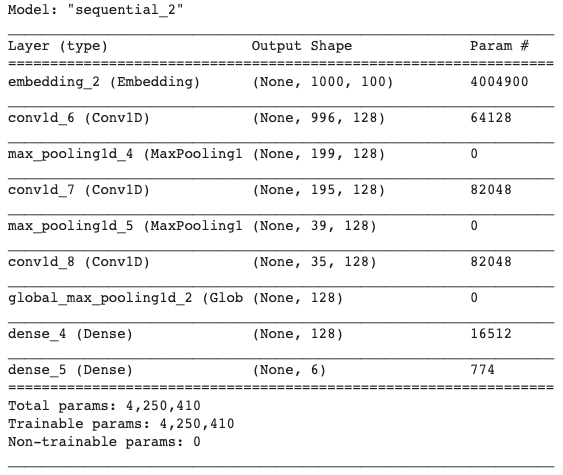 Model: "sequential_2"
Layer (type) Output Shape Param #
embedding_2 (Embedding) (None, 1000, 100) 4004900
conv1d_6 (Conv1D) (None, 996, 128) 64128
max_pooling1d_4 (MaxPooling1 (None, 199, 128) 0
conv1d_7 (Conv1D) (None, 195, 128) 82048
max_pooling1d_5 (MaxPooling1 (None, 39, 128) 0
conv1d_8 (Conv1D) (None, 35, 128) 82048
global_max_pooling1d_2 (Glob (None, 128) 0
dense_4 (Dense) (None, 128) 16512
dense_5 (Dense) (None, 6) 774
Total params: 4,250,410
Trainable params: 4,250,410
Non-trainable params: 0